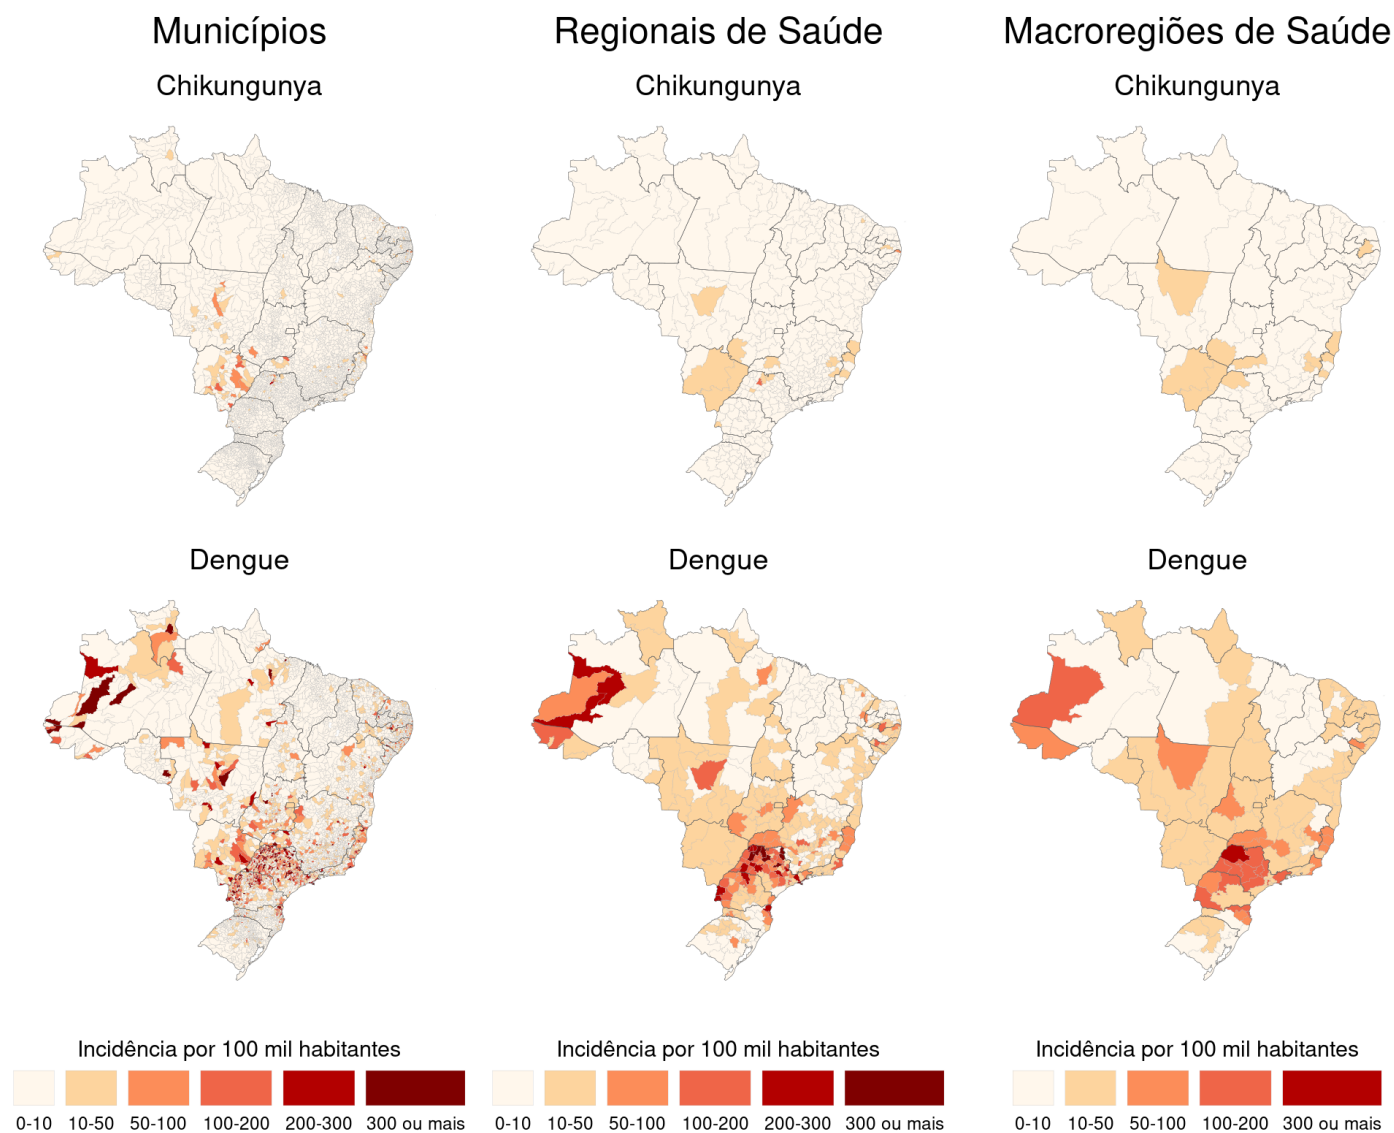 Municípios
Regionais de Saúde
Macroregiões de Saúde
Chikungunya
Chikungunya
Chikungunya
Dengue
Dengue
Dengue
Incidência por 100 mil habitantes
Incidência por 100 mil habitantes
Incidência por 100 mil habitantes
0-10 10-50 50-100 100-200 200-300 300 ou mais
0-10 10-50 50-100 100-200 200-300 300 ou mais
0-10 10-50 50-100 100-200 300 ou mais